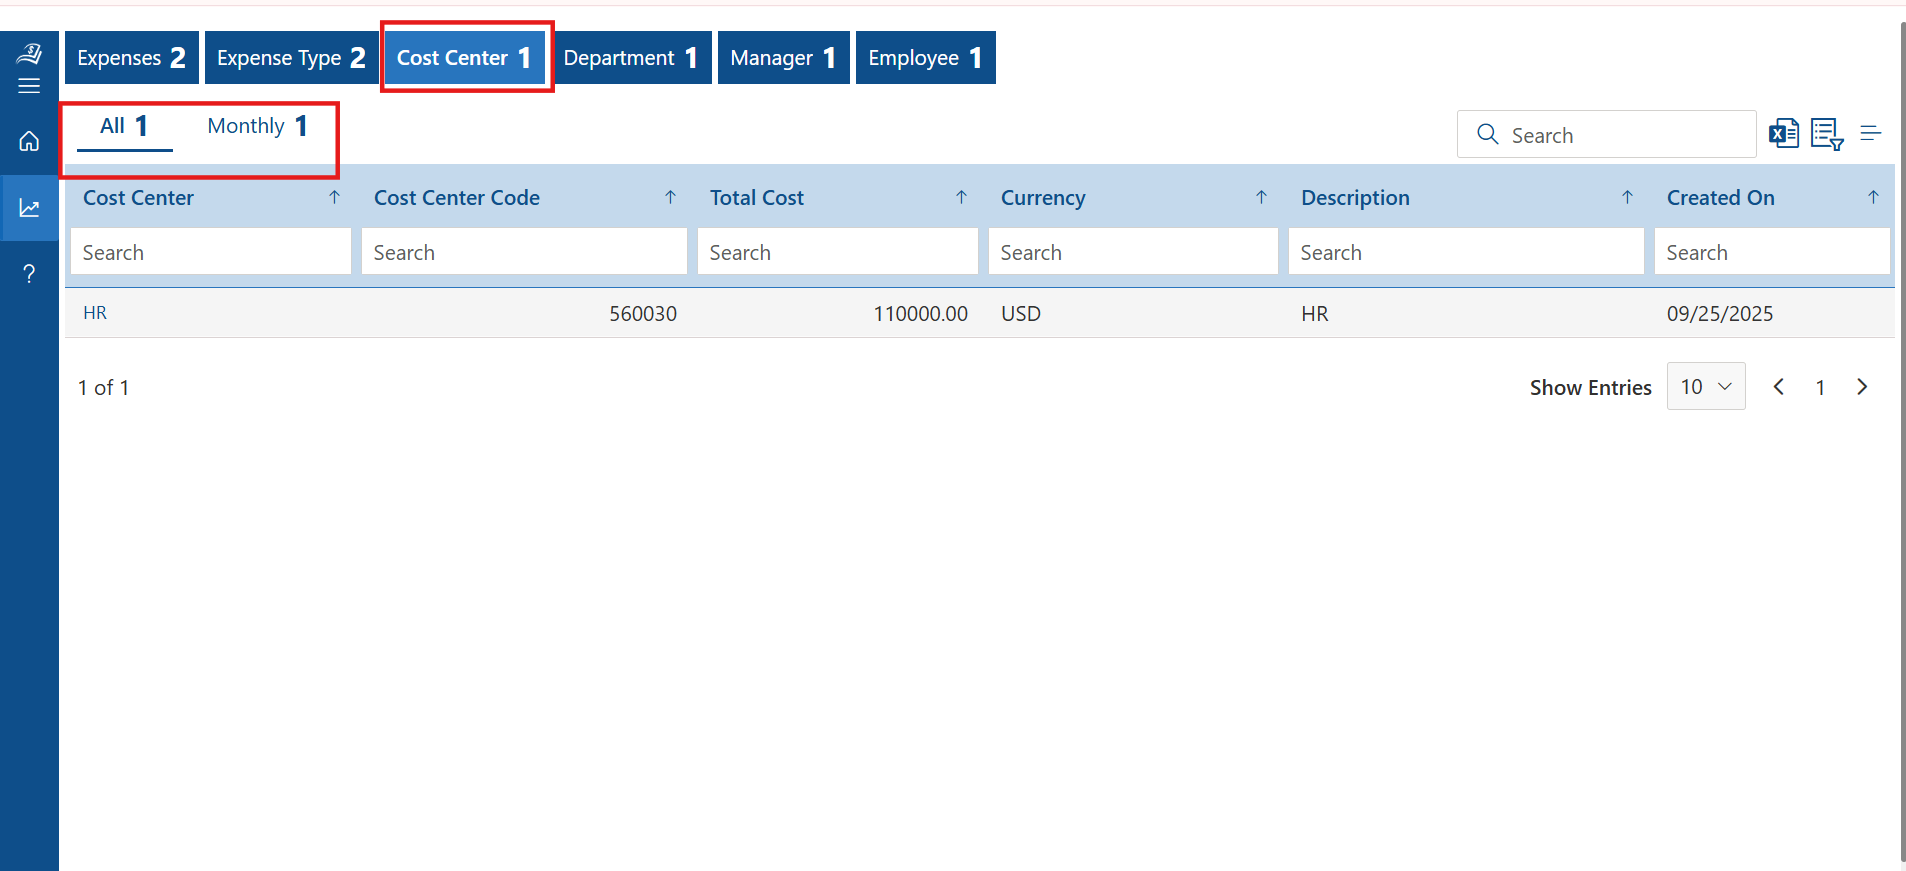 Expenses 2 Expense Type 2 Cost Center 1 Department 1 Manager 1 Employee 1
All 1 Monthly 1 Search
Cost Center Cost Center Code Total Cost Currency Description Created On
Search Search Search Search Search Search
HR 560030 110000.00 USD HR 09/25/2025
1 of 1 Show Entries 10 1